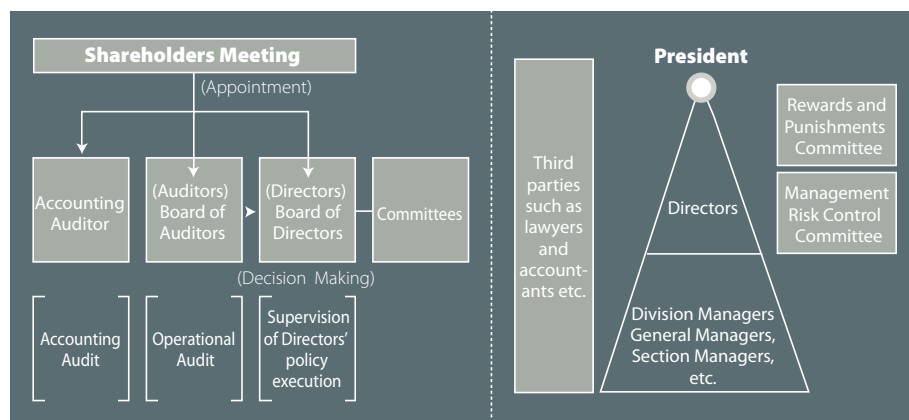 Shareholders Meeting
(Appointment)
Accounting
Auditor
(Auditors)
Board of
Auditors
(Directors)
Board of
Directors
Committees
(Decision Making)
Accounting
Audit
Operational
Audit
Supervision
of Directors’
policy
execution
Third
parties
such as
lawyers
and
account-
ants etc.
President
Directors
Division Managers
General Managers,
Section Managers,
etc.
Rewards and
Punishments
Committee
Management
Risk Control
Committee